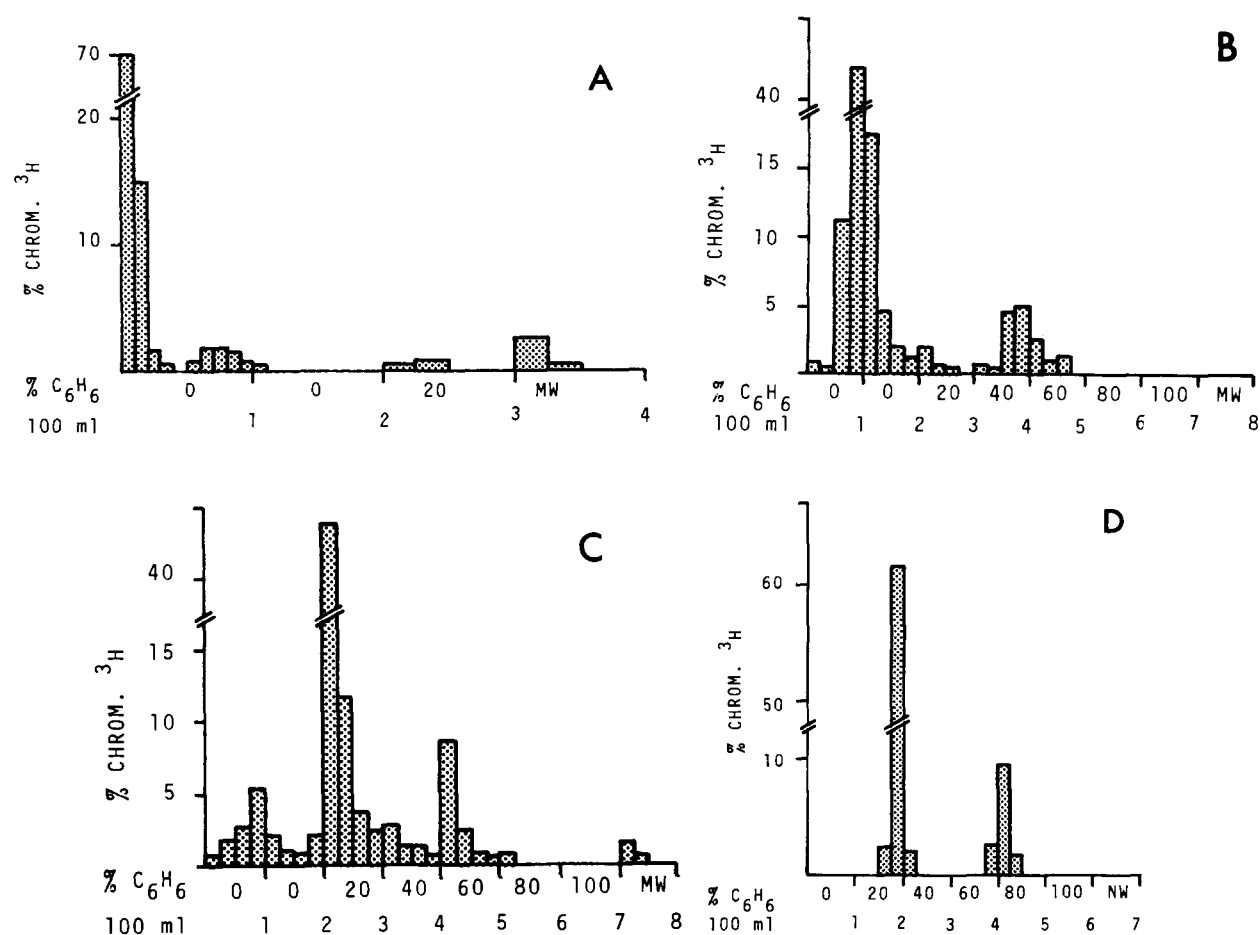 A
70
20
10
% CHROM. ³H
% C₆H₆ 0 0 20 MW
100 ml 1 2 3 4
B
40
15
10
5
% CHROM. ³H
% C₆H₆ 0 0 20 40 60 80 100 MW
100 ml 1 2 3 4 5 6 7 8
C
40
15
10
5
% CHROM. ³H
% C₆H₆ 0 0 20 40 60 80 100 MW
100 ml 1 2 3 4 5 6 7 8
D
60
50
10
% CHROM. ³H
% C₆H₆ 0 20 40 60 80 100 NW
100 ml 1 2 3 4 5 6 7